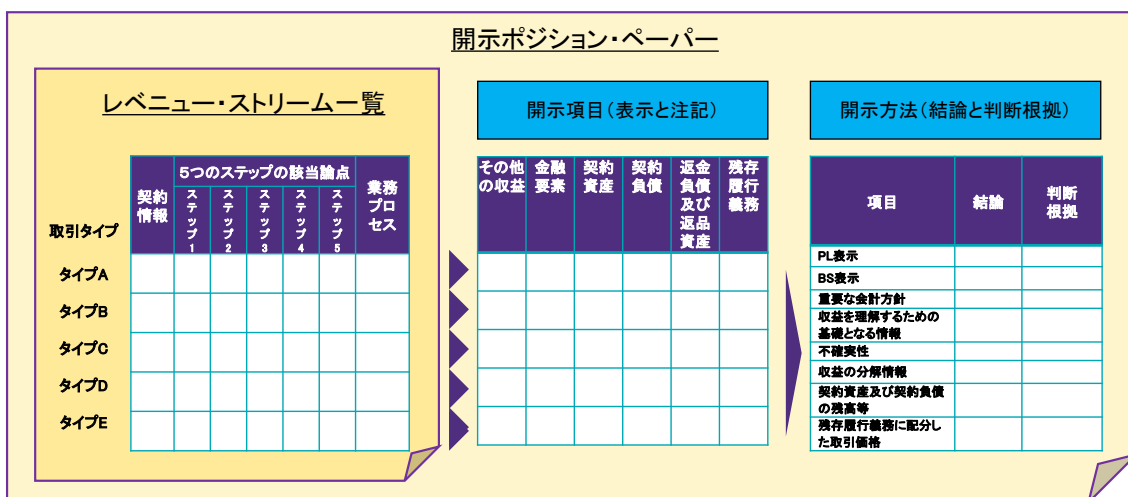 開示ポジション・ペーパー
レベニュー・ストリーム一覧
取引タイプ
契約
情報
5つのステップの該当論点
ステップ1
ステップ2
ステップ3
ステップ4
ステップ5
業務
プロ
セス
タイプA
タイプB
タイプC
タイプD
タイプE
開示項目(表示と注記)
その他
の収益
金融
要素
契約
資産
契約
負債
返金
負債
及び
返品
資産
残存
履行
義務
開示方法(結論と判断根拠)
項目
結論
判断
根拠
PL表示
BS表示
重要な会計方針
収益を理解するための
基礎となる情報
不確実性
収益の分解情報
契約資産及び契約負債
の残高等
残存履行義務に配分し
た取引価格